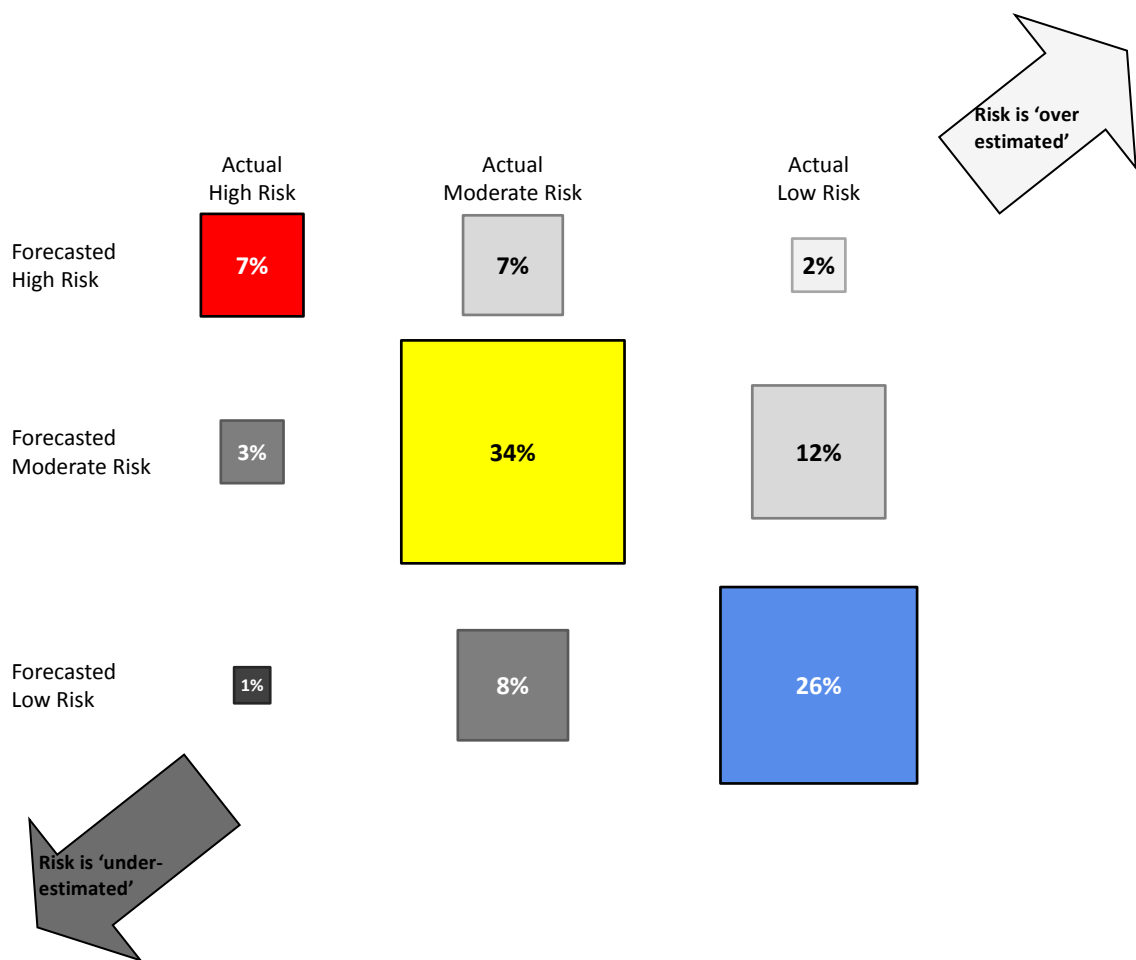 Risk is ‘over
estimated’
Actual
High Risk
Actual
Moderate Risk
Actual
Low Risk
Forecasted
High Risk
7%
7%
2%
Forecasted
Moderate Risk
3%
34%
12%
Forecasted
Low Risk
1%
8%
26%
Risk is ‘under-
estimated’